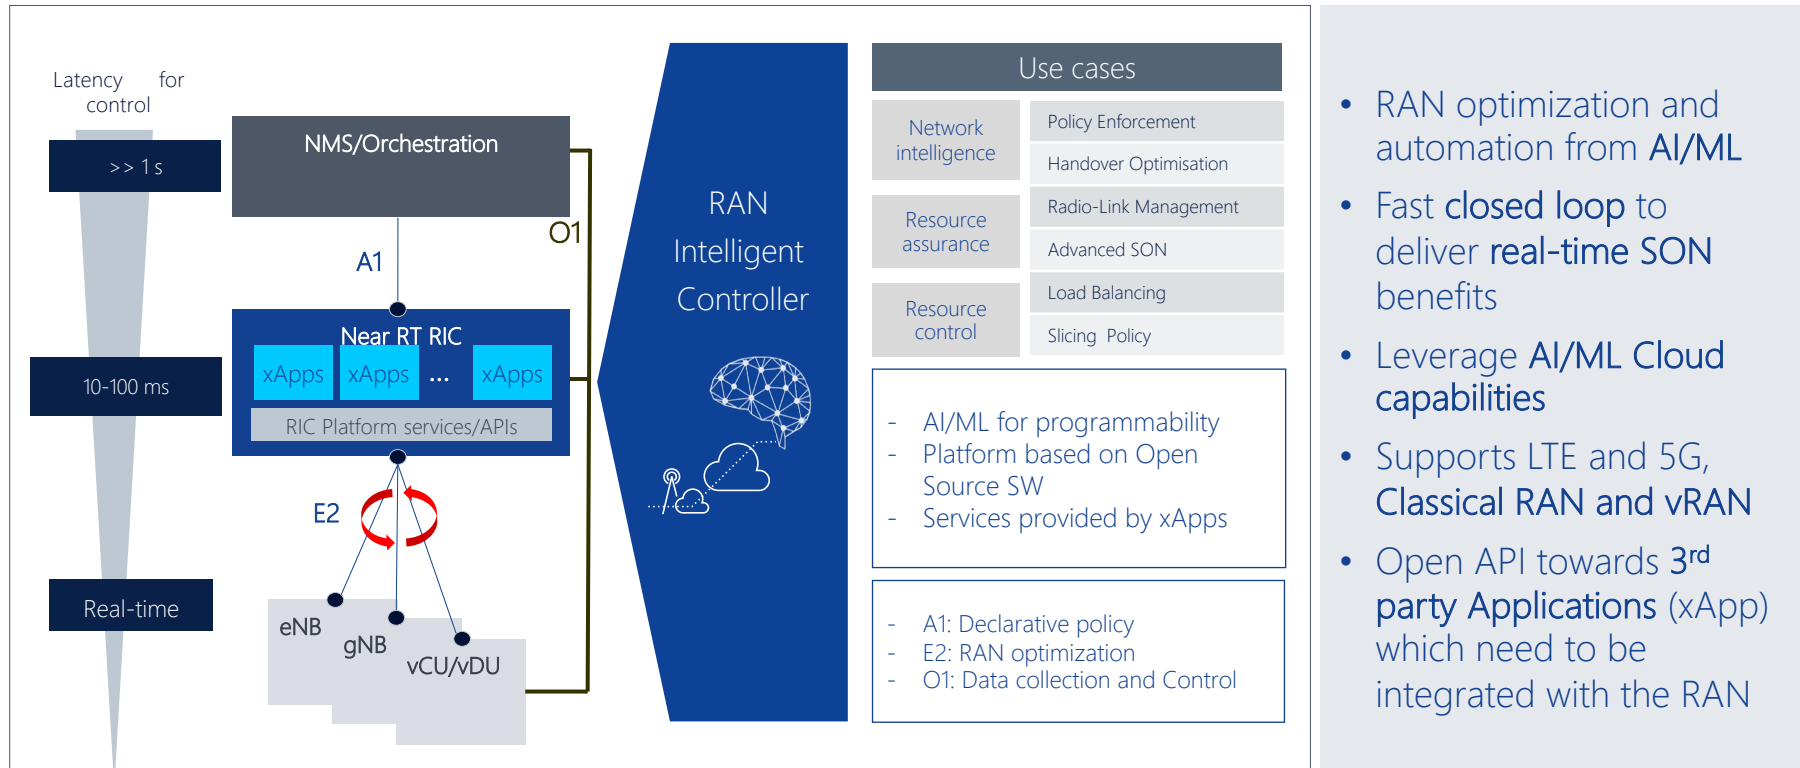 Latency for
control
>> 1 s
10-100 ms
Real-time
NMS/Orchestration
A1
O1
Near RT RIC
xApps
xApps
...
xApps
RIC Platform services/APIs
E2
eNB
gNB
vCU/vDU
RAN
Intelligent
Controller
Use cases
Network
intelligence
Resource
assurance
Resource
control
Policy Enforcement
Handover Optimisation
Radio-Link Management
Advanced SON
Load Balancing
Slicing Policy
- AI/ML for programmability
- Platform based on Open
Source SW
- Services provided by xApps
- A1: Declarative policy
- E2: RAN optimization
- O1: Data collection and Control
• RAN optimization and
automation from AI/ML
• Fast closed loop to
deliver real-time SON
benefits
• Leverage AI/ML Cloud
capabilities
• Supports LTE and 5G,
Classical RAN and vRAN
• Open API towards 3rd
party Applications (xApp)
which need to be
integrated with the RAN